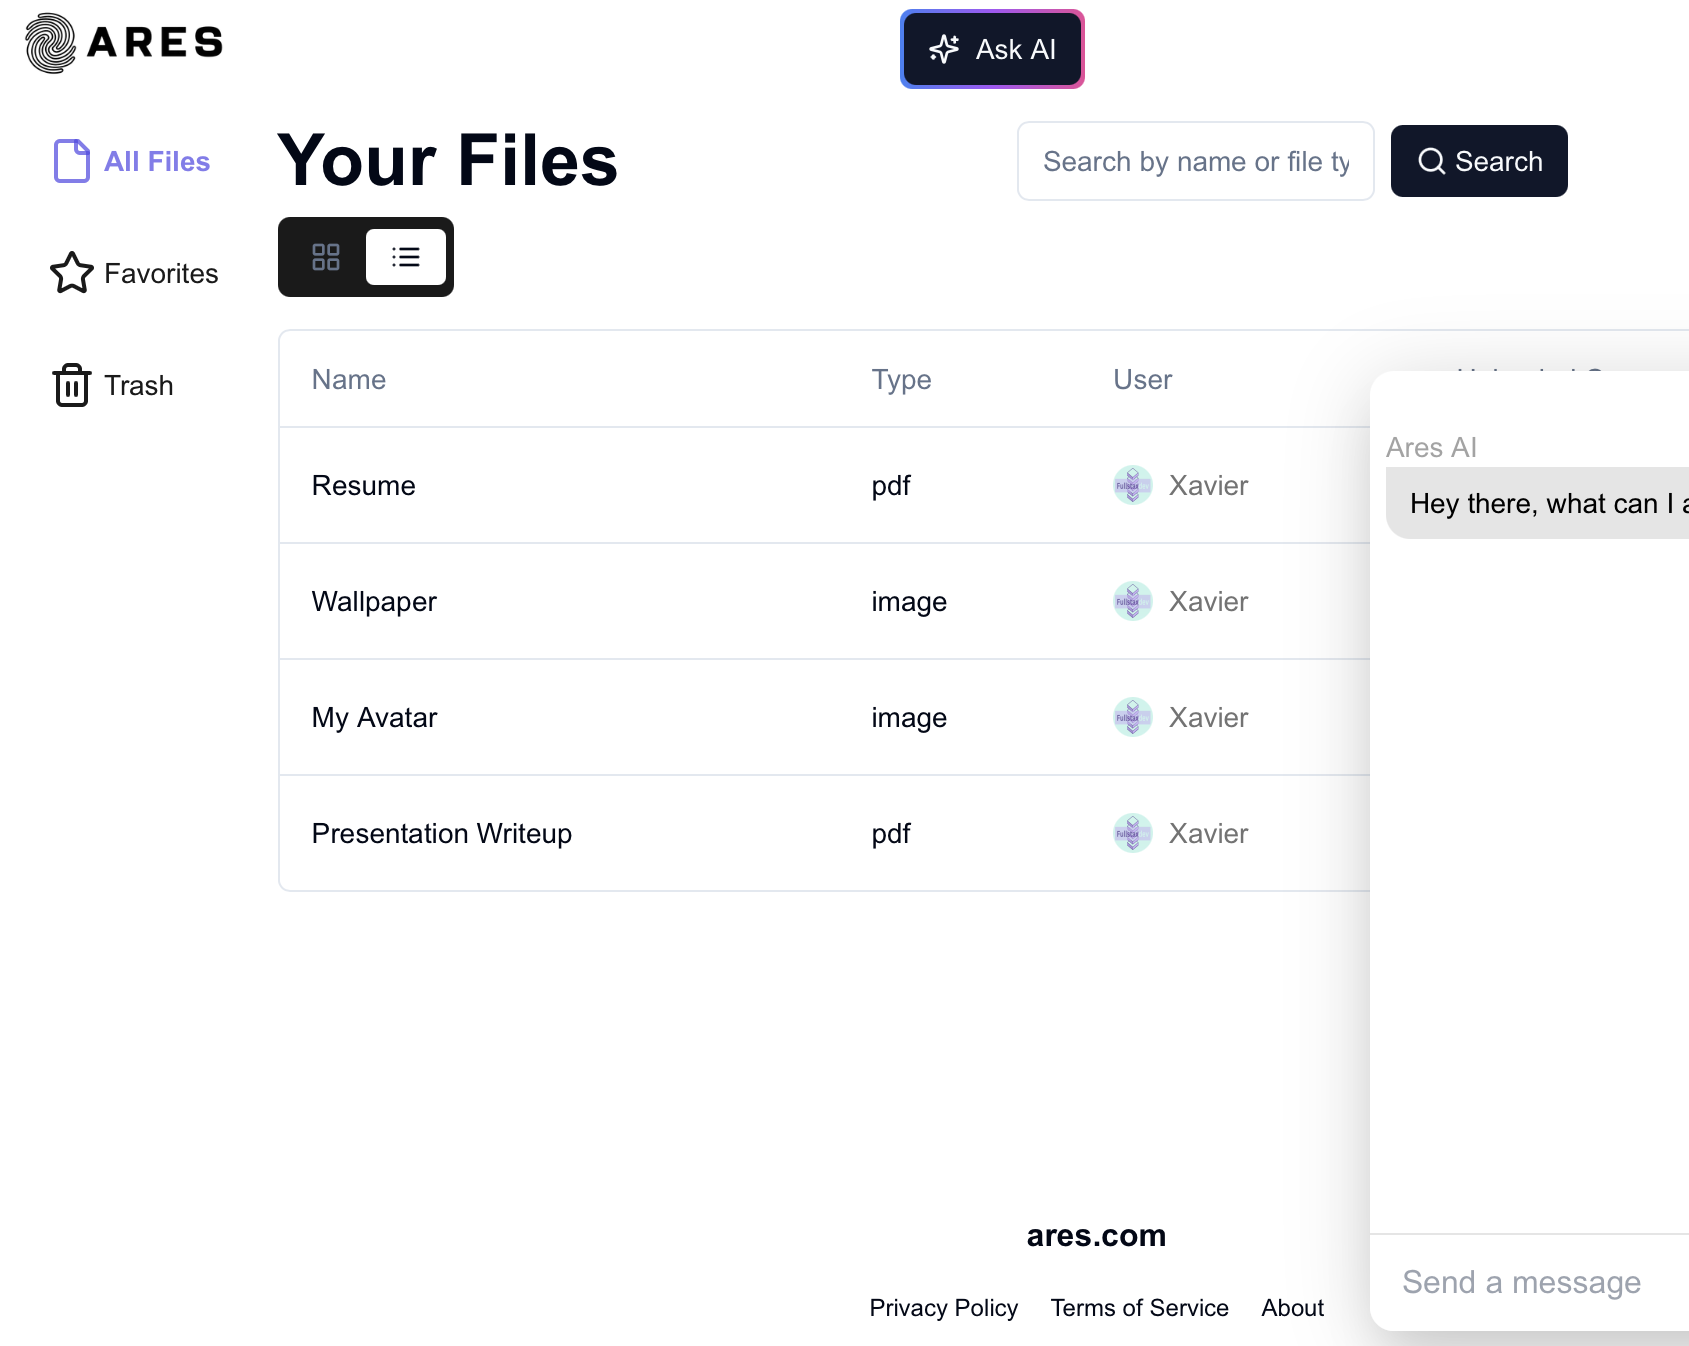 ARES
Ask AI
All Files
Favorites
Trash
Your Files
Search by name or file ty
Search
Name Type User
Resume pdf Xavier
Wallpaper image Xavier
My Avatar image Xavier
Presentation Writeup pdf Xavier
Ares AI
Hey there, what can I
Send a message
ares.com
Privacy Policy Terms of Service About